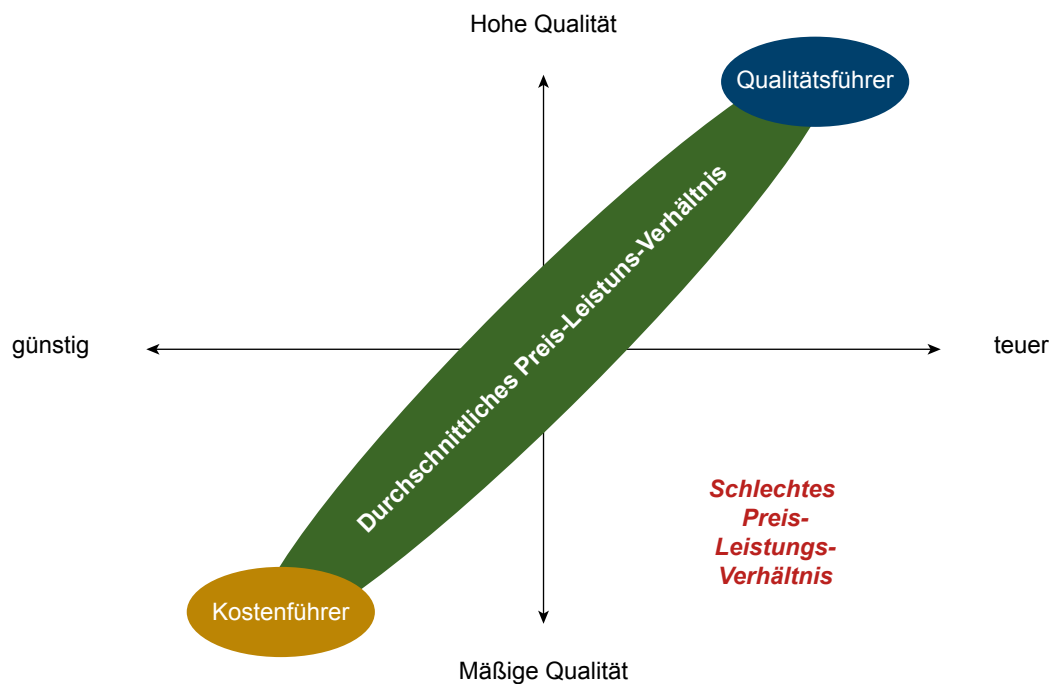 Hohe Qualität
Qualitätsführer
Durchschnittliches Preis-Leistuns-Verhältnis
günstig
teuer
Schlechtes
Preis-
Leistungs-
Verhältnis
Kostenführer
Mäßige Qualität